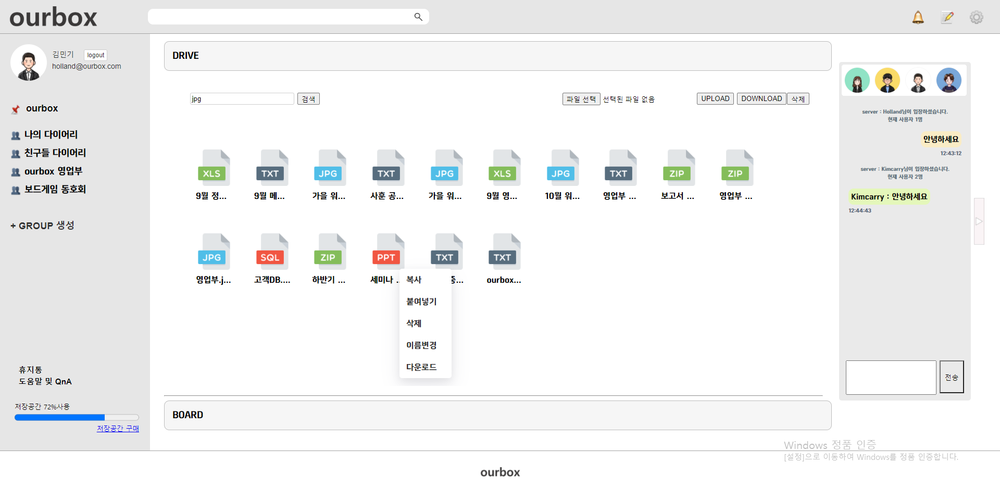 ourbox
김민기
logout
holland@ourbox.com
ourbox
나의 다이어리
친구들 다이어리
ourbox 영업부
보드게임 동호회
+ GROUP 생성
휴지통
도움말 및 QnA
저장공간 72%사용
저장공간 구매
DRIVE
jpg
검색
파일 선택 선택된 파일 없음
UPLOAD
DOWNLOAD
삭제
XLS
TXT
JPG
TXT
JPG
XLS
JPG
TXT
ZIP
ZIP
9월 정...
9월 메...
가을 워...
사훈 공...
가을 워...
9월 영...
10월 워...
영업부 ...
보고서 ...
영업부 ...
JPG
SQL
ZIP
PPT
TXT
TXT
영업부.j...
고객DB....
하반기 ...
세미나 ..
중...
ourbox...
복사
붙여넣기
삭제
이름변경
다운로드
BOARD
server : Holland님이 입장하셨습니다.
현재 사용자 1명
안녕하세요
12:43:12
server : Kimcarry님이 입장하셨습니다.
현재 사용자 2명
Kimcarry : 안녕하세요
12:44:43
전송
Windows 정품 인증
[설정]으로 이동하여 Windows를 정품 인증합니다.
ourbox